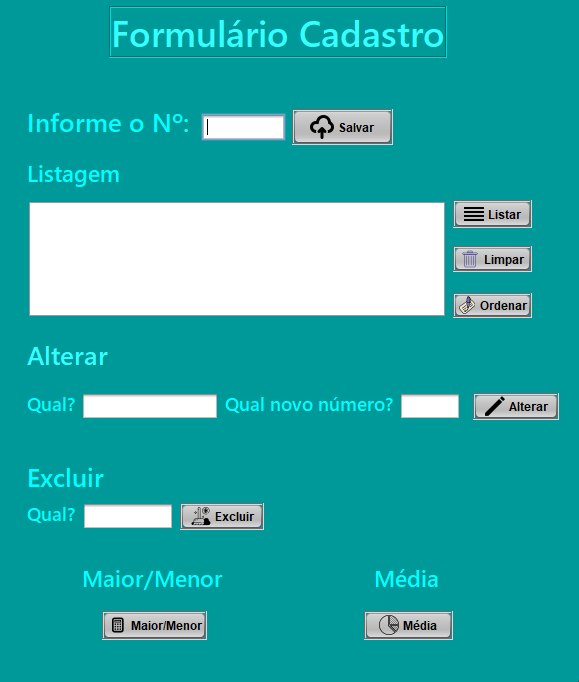 Formulário Cadastro
Informe o Nº: Salvar
Listagem
Listar
Limpar
Ordenar
Alterar
Qual? Qual novo número? Alterar
Excluir
Qual? Excluir
Maior/Menor Média
Maior/Menor Média